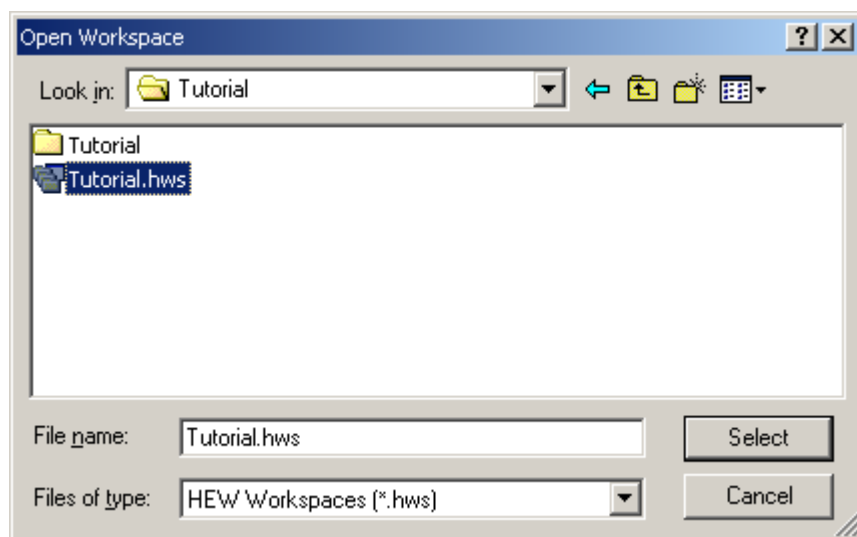 Open Workspace
Look in: Tutorial
Tutorial
Tutorial.hws
File name: Tutorial.hws Select
Files of type: HEW Workspaces (*.hws) Cancel